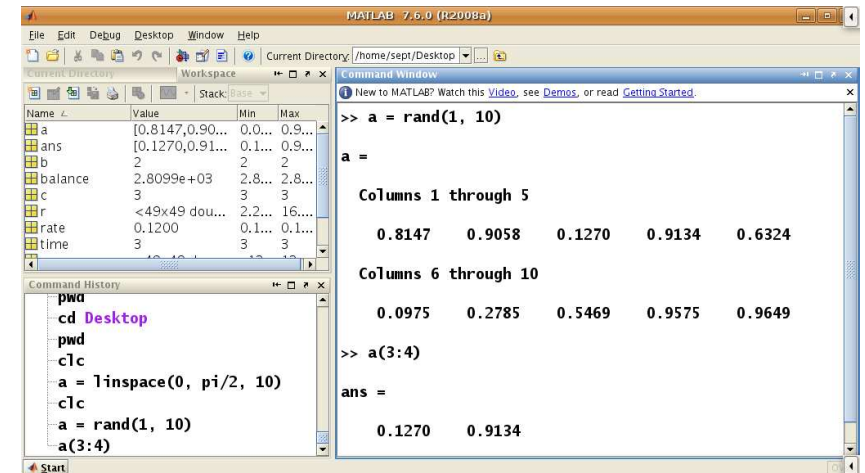 MATLAB 7.6.0 (R2008a)
File Edit Debug Desktop Window Help
Current Directory: /home/sept/Desktop
Current Directory Workspace
Stack: Base
Name Value Min Max
a [0.8147,0.90... 0.0... 0.9...
ans [0.1270,0.91... 0.1... 0.9...
b 2 2 2
balance 2.8099e+03 2.8... 2.8...
c 3 3 3
r <49x49 dou... 2.2... 16....
rate 0.1200 0.1... 0.1...
time 3 3 3
Command History
pwd
cd Desktop
pwd
clc
a = linspace(0, pi/2, 10)
clc
a = rand(1, 10)
a(3:4)
Start
Command Window
New to MATLAB? Watch this Video, see Demos, or read Getting Started.
>> a = rand(1, 10)
a =
Columns 1 through 5
0.8147 0.9058 0.1270 0.9134 0.6324
Columns 6 through 10
0.0975 0.2785 0.5469 0.9575 0.9649
>> a(3:4)
ans =
0.1270 0.9134